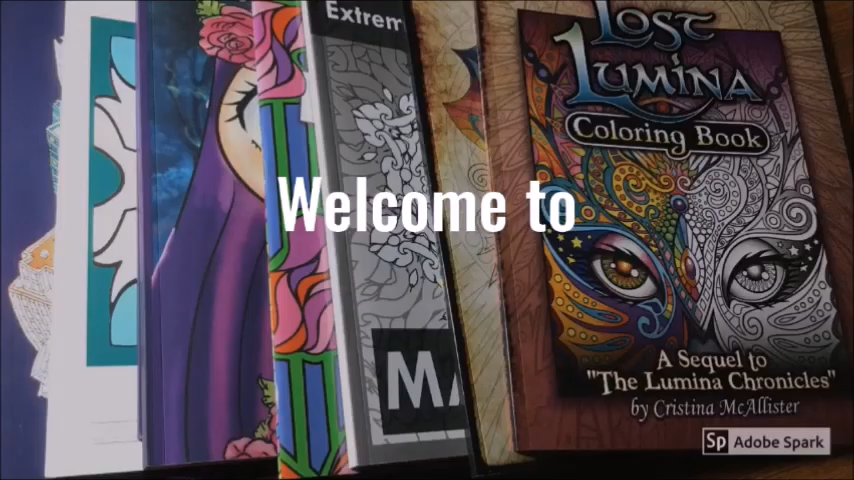 Extrem
LOST
LUMINA
Coloring Book
Welcome to
MA
A Sequel to
"The Lumina Chronicles"
by Cristina McAllister
Sp Adobe Spark